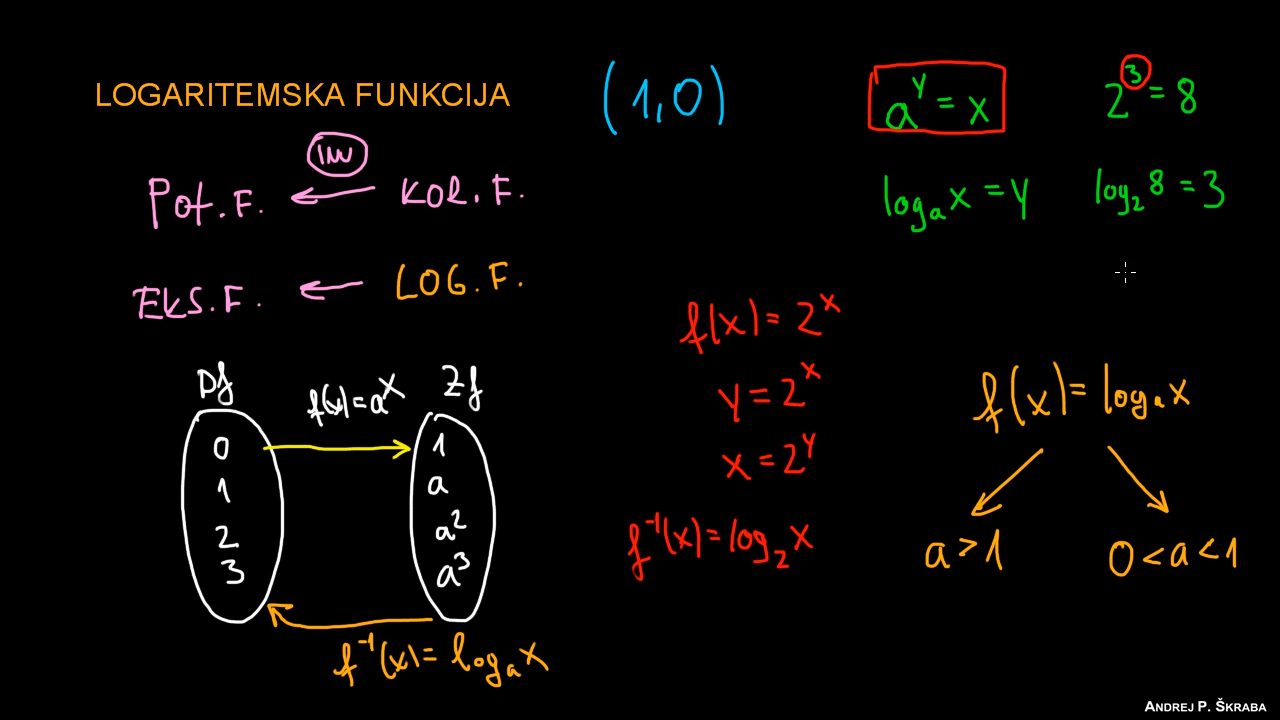 LOGARITEMSKA FUNKCIJA
(1,0)
a^y = x
2^3 = 8
INV
Pot. F. ← KOR. F.
log_a x = y
log_2 8 = 3
EKS. F. ← LOG. F.
f(x) = 2^x
y = 2^x
x = 2^y
f^-1(x) = log_2 x
Df
f(x) = a^x
Zf
0 → 1
1 a
2 a^2
3 a^3
f^-1(x) = log_a x
f(x) = log_a x
a > 1
0 < a < 1
ANDREJ P. ŠKRABA